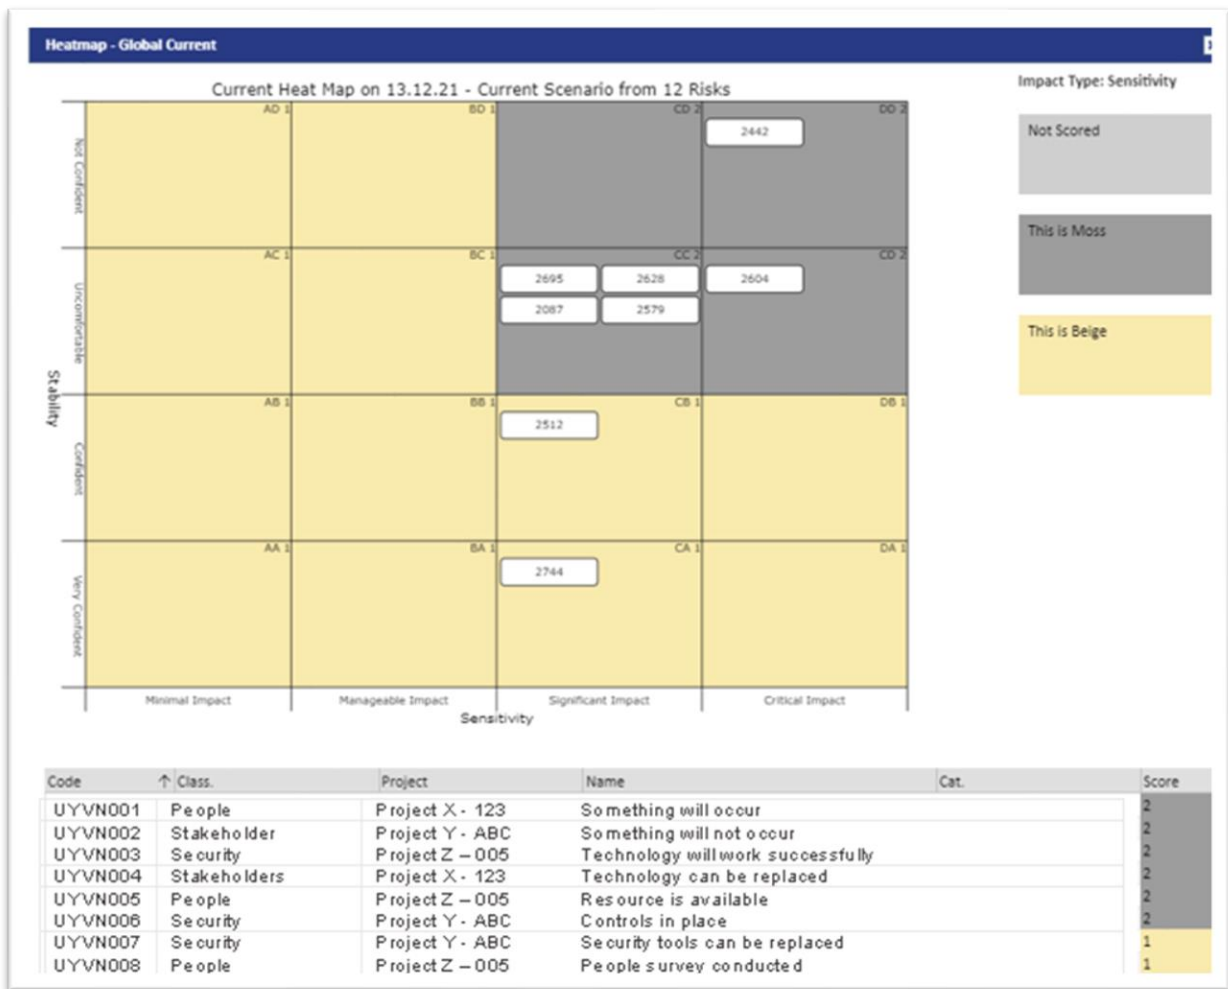 Heatmap - Global Current
Current Heat Map on 13.12.21 - Current Scenario from 12 Risks
Impact Type: Sensitivity
Not Scored
This is Moss
This is Beige
Stability
Not Confident
AD 1
BD 1
CD 2
DD 2
2442
Uncomfortable
AC 1
BC 1
CC 2
CD 2
2695 2628 2604
2087 2579
Confident
AB 1
BB 1
CB 1
DB 1
2512
Very Confident
AA 1
BA 1
CA 1
DA 1
2744
Minimal Impact Manageable Impact Significant Impact Critical Impact
Sensitivity
Code ↑ Class. Project Name Cat. Score
UYVN001 People Project X - 123 Something will occur 2
UYVN002 Stakeholder Project Y - ABC Something will not occur 2
UYVN003 Security Project Z – 005 Technology will work successfully 2
UYVN004 Stakeholders Project X - 123 Technology can be replaced 2
UYVN005 People Project Z – 005 Resource is available 2
UYVN006 Security Project Y - ABC Controls in place 2
UYVN007 Security Project Y - ABC Security tools can be replaced 1
UYVN008 People Project Z – 005 People survey conducted 1